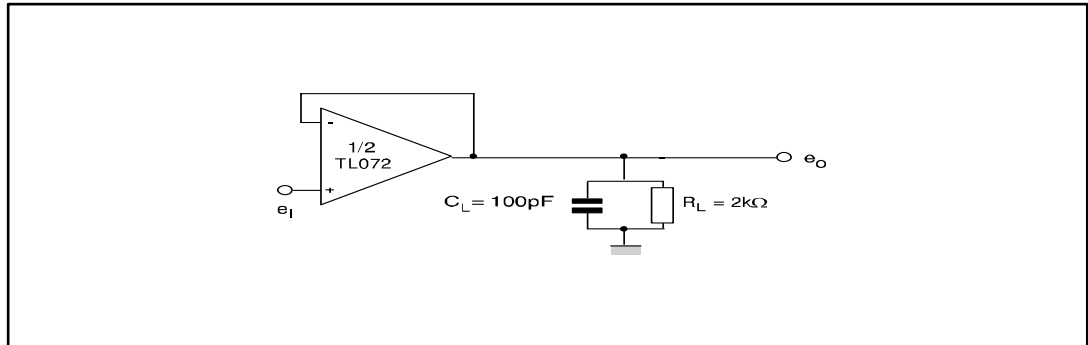 -
1/2
TL072
+
e_I
C_L = 100pF
R_L = 2kΩ
e_O